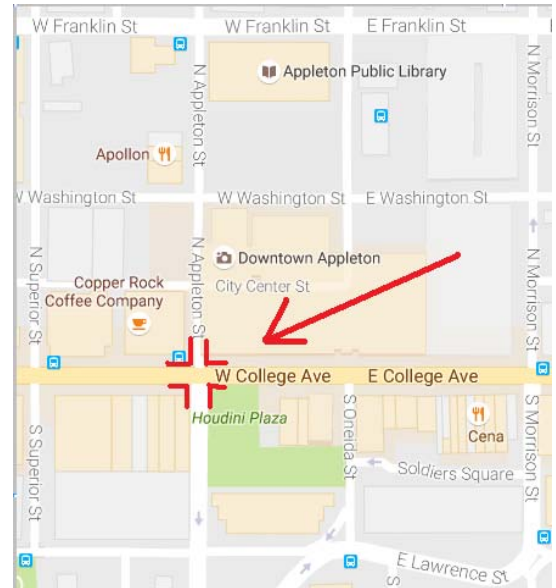 W Franklin St
E Franklin St
Appleton Public Library
N Appleton St
N Morrison St
Apollon
W Washington St
W Washington St
E Washington St
N Superior St
N Appleton St
Downtown Appleton
City Center St
N Morrison St
Copper Rock
Coffee Company
W College Ave
E College Ave
Houdini Plaza
S Oneida St
Cena
S Superior St
Soldiers Square
S Morrison St
E Lawrence St
S